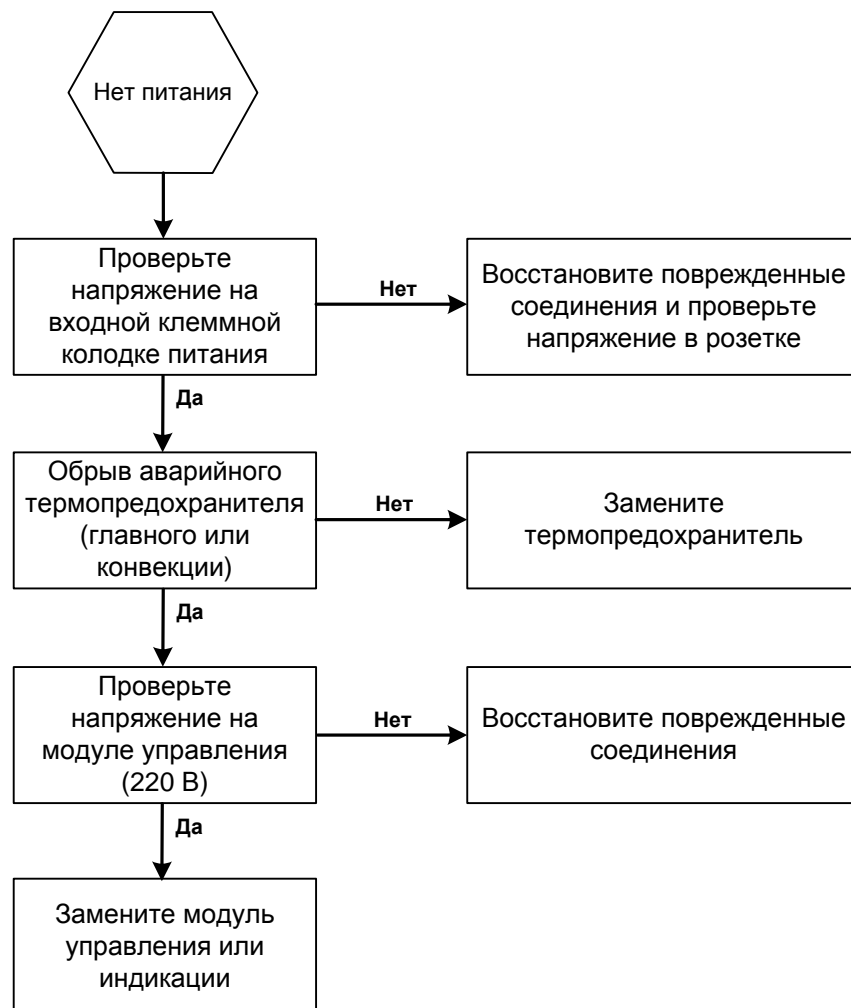 Нет питания
Проверьте
напряжение на
входной клеммной
колодке питания
Нет
Восстановите поврежденные
соединения и проверьте
напряжение в розетке
Да
Обрыв аварийного
термопредохранителя
(главного или
конвекции)
Нет
Замените
термопредохранитель
Да
Проверьте
напряжение на
модуле управления
(220 В)
Нет
Восстановите поврежденные
соединения
Да
Замените модуль
управления или
индикации